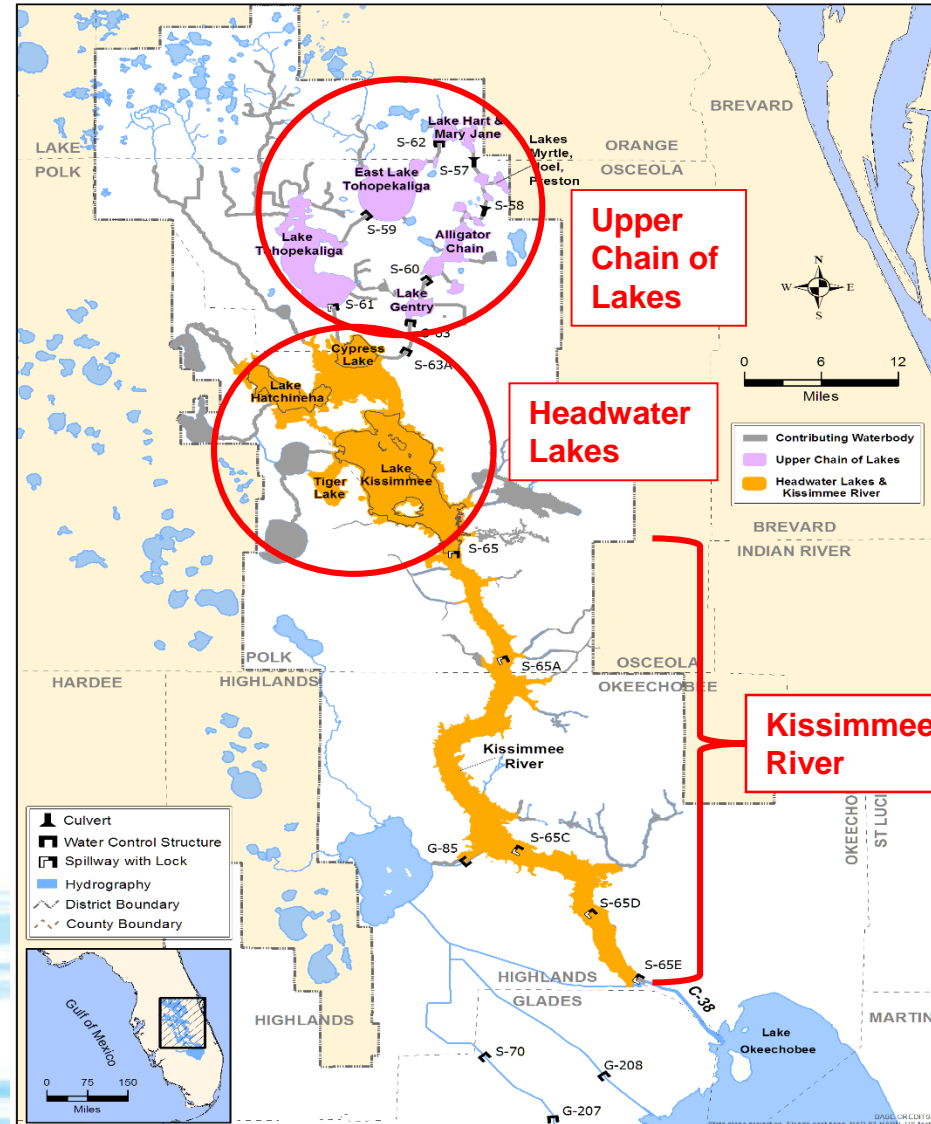 BREVARD
LAKE
POLK
ORANGE
OSCEOLA
Lake Hart &
Mary Jane
S-62
Lakes
Myrtle,
Joel,
Preston
S-57
East Lake
Tohopekaliga
S-58
S-59
Lake
Tohopekaliga
Alligator
Chain
S-60
Lake
Gentry
S-61
S-63
S-63A
Upper
Chain of
Lakes
N
W
E
S
0 6 12
Miles
Cypress
Lake
Lake
Hatchineha
Lake
Kissimmee
Tiger
Lake
Headwater
Lakes
Contributing Waterbody
Upper Chain of Lakes
Headwater Lakes &
Kissimmee River
BREVARD
INDIAN RIVER
S-65
S-65A
POLK
HIGHLANDS
HARDEE
OSCEOLA
OKEECHOBEE
Kissimmee
River
Kissimmee
River
S-65C
G-85
S-65D
S-65E
OKEECHO
ST LUCI
Culvert
Water Control Structure
Spillway with Lock
Hydrography
District Boundary
County Boundary
HIGHLANDS
GLADES
C-38
MARTIN
Lake
Okeechobee
HIGHLANDS
S-70
G-208
G-207
Gulf of Mexico
0 75 150
Miles
BASE CREDITS